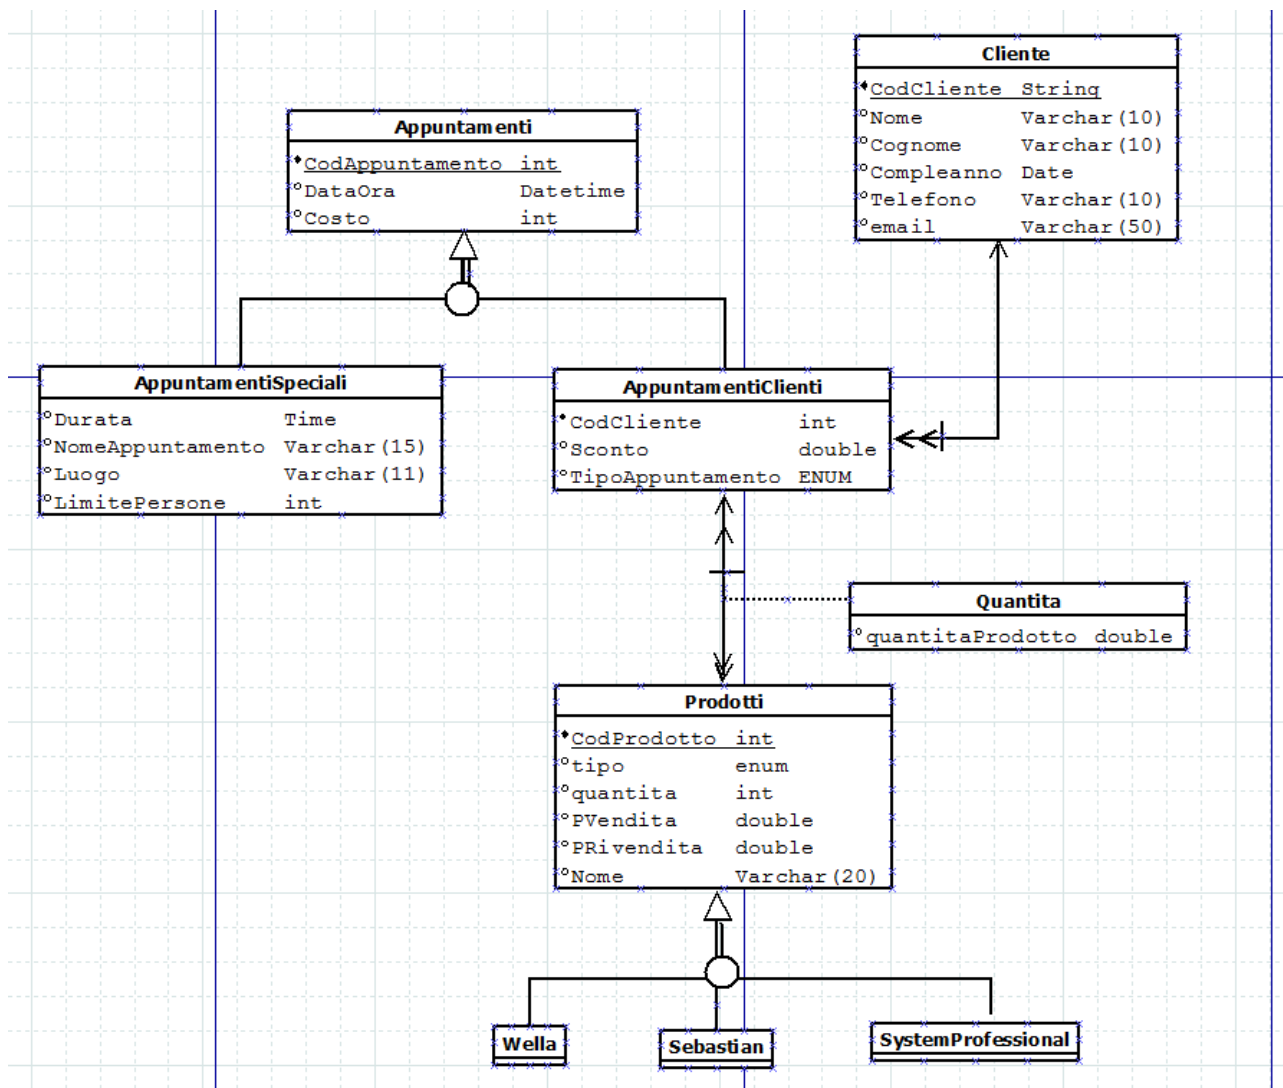 Cliente
CodCliente String
Nome Varchar(10)
Cognome Varchar(10)
Compleanno Date
Telefono Varchar(10)
email Varchar(50)
Appuntamenti
CodAppuntamento int
DataOra Datetime
Costo int
AppuntamentiSpeciali
Durata Time
NomeAppuntamento Varchar(15)
Luogo Varchar(11)
LimitePersone int
AppuntamentiClienti
CodCliente int
Sconto double
TipoAppuntamento ENUM
Quantita
quantitaProdotto double
Prodotti
CodProdotto int
tipo enum
quantita int
PVendita double
PRivendita double
Nome Varchar(20)
Wella
Sebastian
SystemProfessional